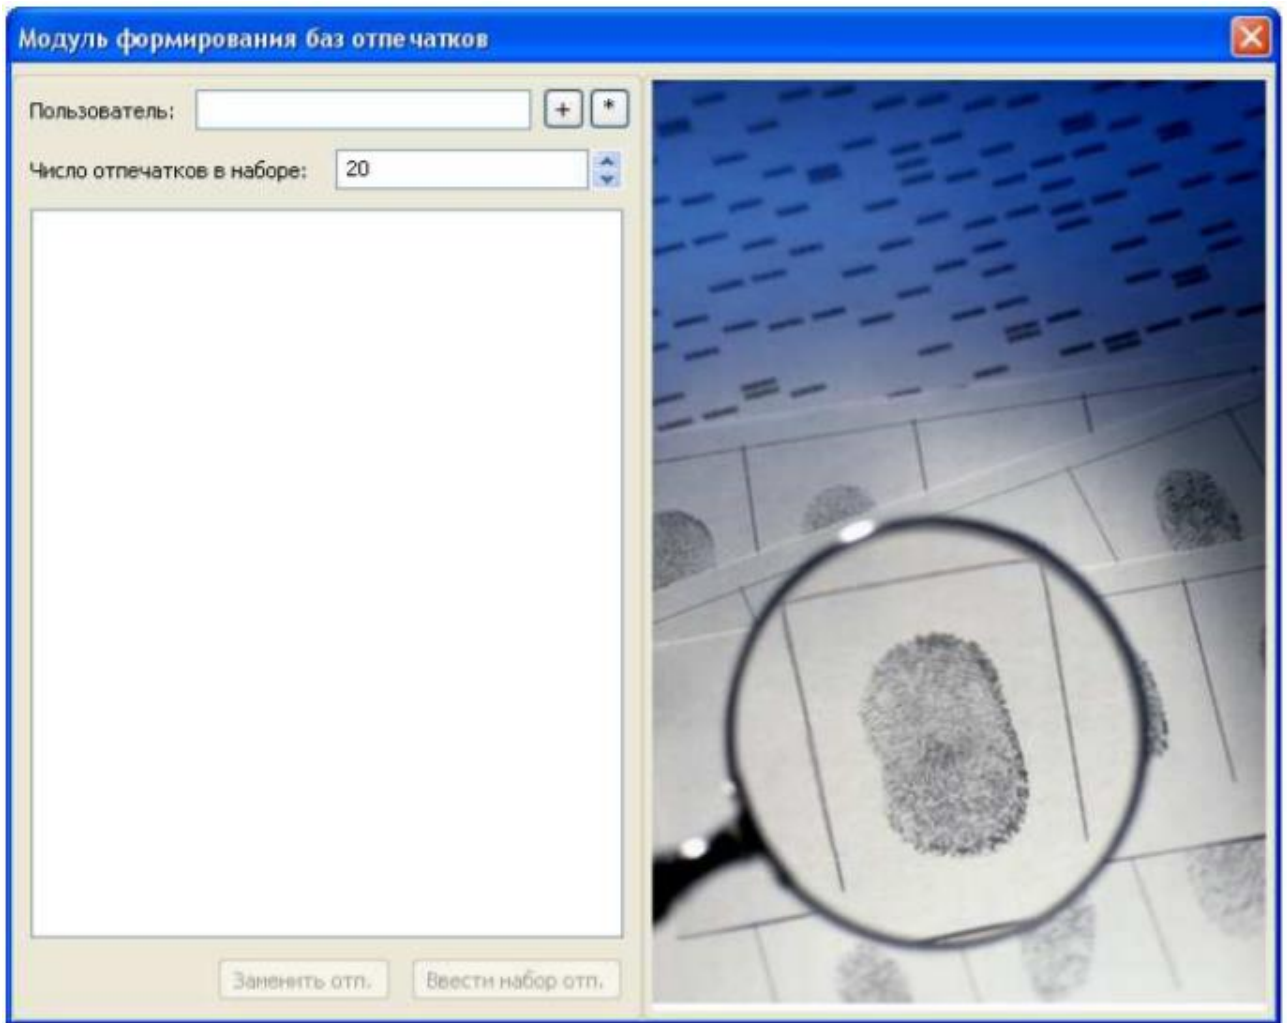 Модуль формирования баз отпечатков
Пользователь: + *
Число отпечатков в наборе: 20
Заменить отп. Ввести набор отп.